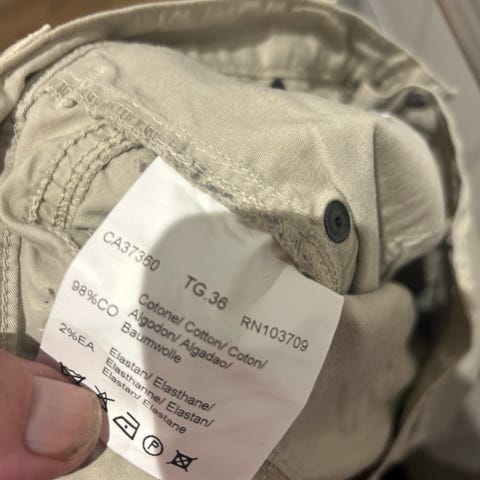 CA37360
TG.36
RN103709
98%CO
Cotone/ Cotton/ Coton/
Algodon/ Algadao/
Baumwolle
2%EA
Elastan/ Elasthane/
Elasthanne/ Elastan/
Elastan/ Elastane
P